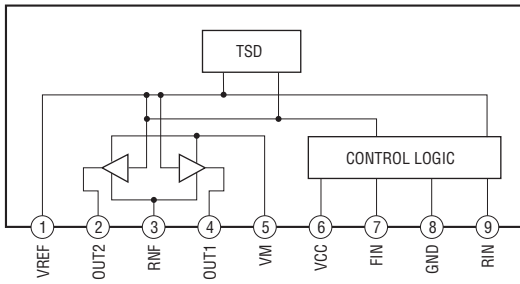 TSD
CONTROL LOGIC
1 2 3 4 5 6 7 8 9
VREF OUT2 RNF OUT1 VM VCC FIN GND RIN